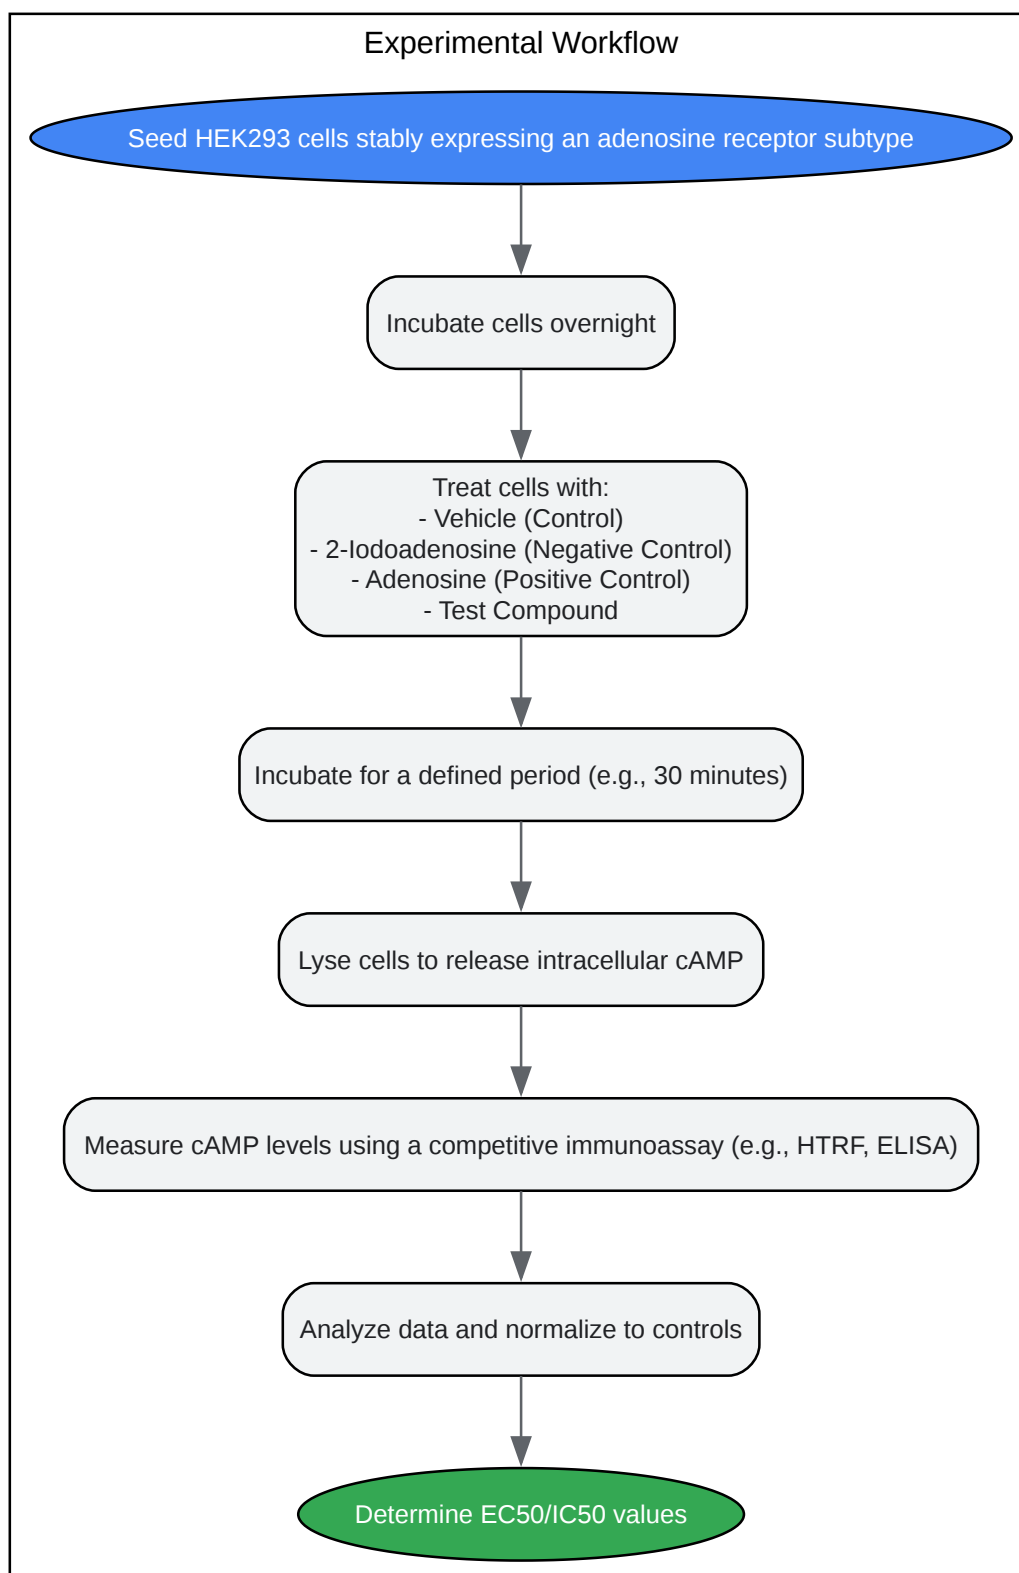 Experimental Workflow
Seed HEK293 cells stably expressing an adenosine receptor subtype
Incubate cells overnight
Treat cells with:
- Vehicle (Control)
- 2-Iodoadenosine (Negative Control)
- Adenosine (Positive Control)
- Test Compound
Incubate for a defined period (e.g., 30 minutes)
Lyse cells to release intracellular cAMP
Measure cAMP levels using a competitive immunoassay (e.g., HTRF, ELISA)
Analyze data and normalize to controls
Determine EC50/IC50 values